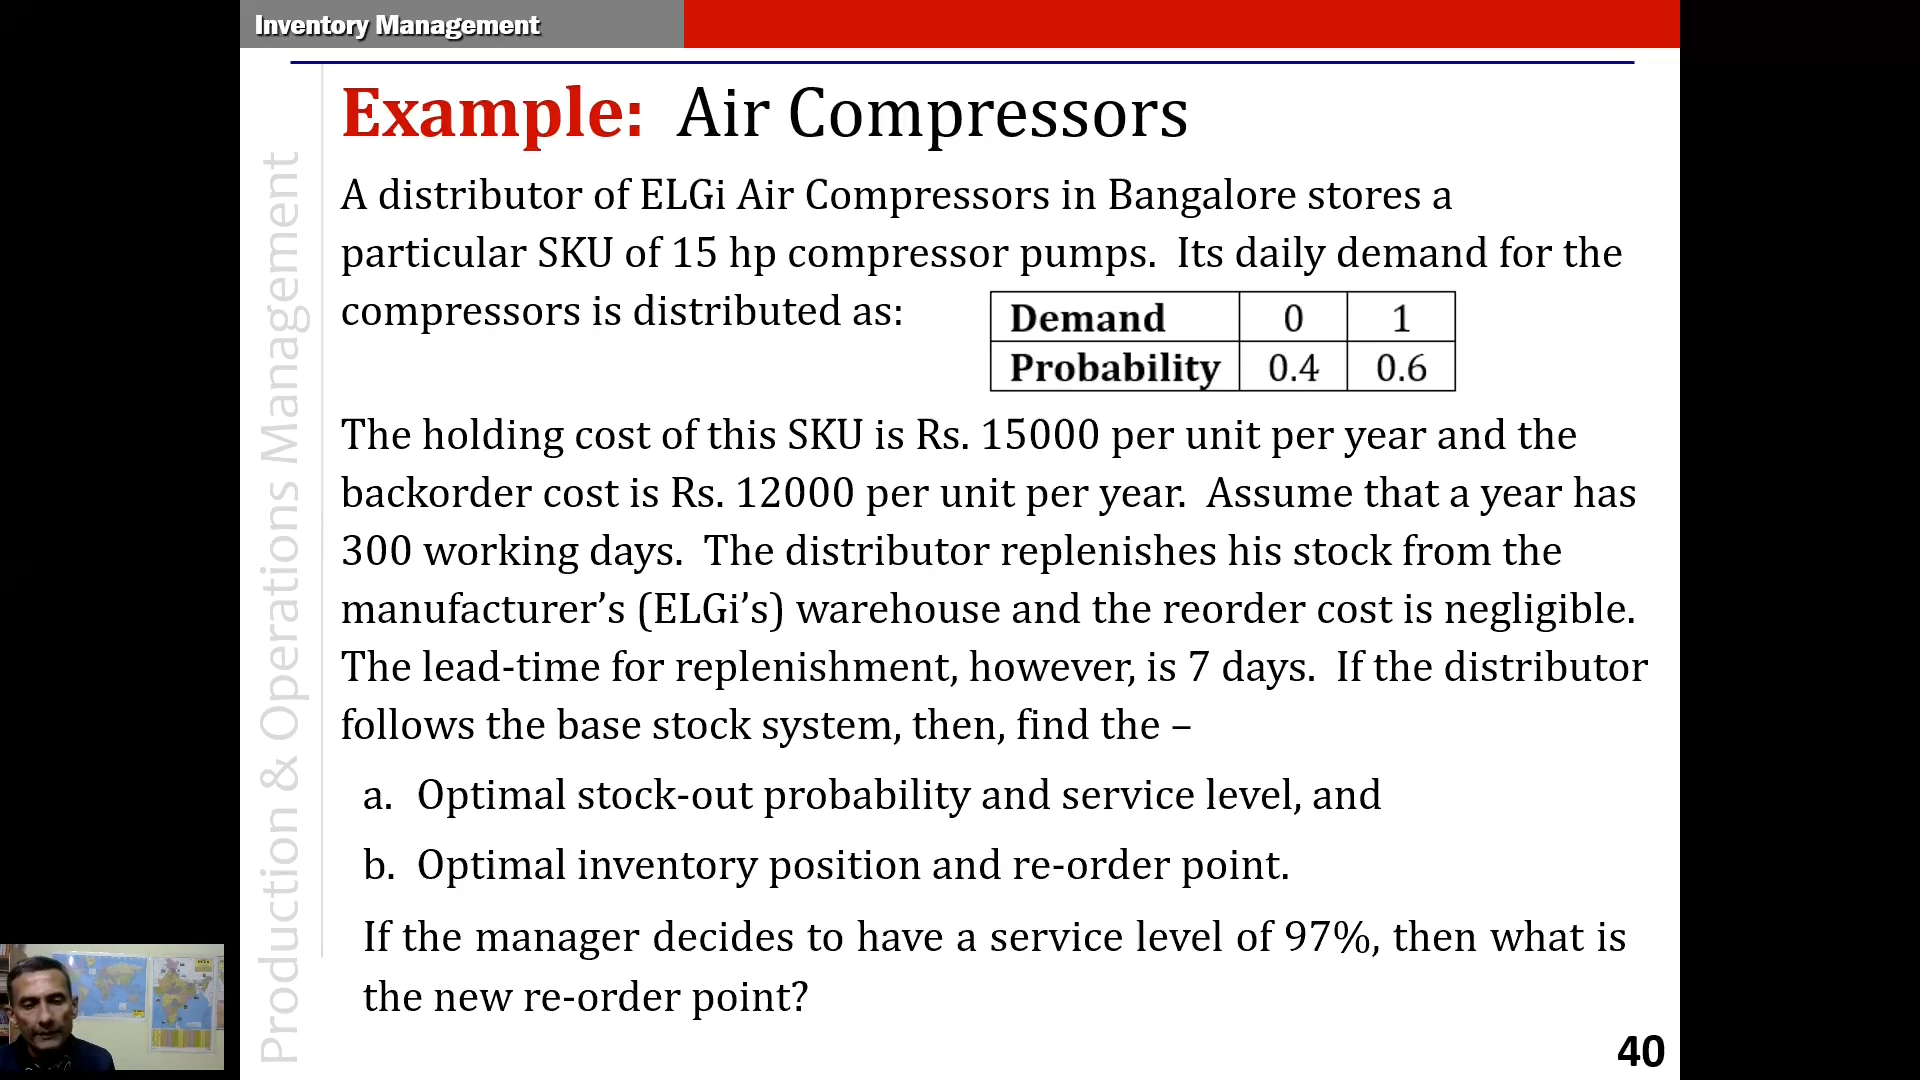 Inventory Management
Example: Air Compressors
A distributor of ELGi Air Compressors in Bangalore stores a
particular SKU of 15 hp compressor pumps. Its daily demand for the
compressors is distributed as:
Demand 0 1
Probability 0.4 0.6
The holding cost of this SKU is Rs. 15000 per unit per year and the
backorder cost is Rs. 12000 per unit per year. Assume that a year has
300 working days. The distributor replenishes his stock from the
manufacturer’s (ELGi’s) warehouse and the reorder cost is negligible.
The lead-time for replenishment, however, is 7 days. If the distributor
follows the base stock system, then, find the –
a. Optimal stock-out probability and service level, and
b. Optimal inventory position and re-order point.
If the manager decides to have a service level of 97%, then what is
the new re-order point?
Production & Operations Management
40